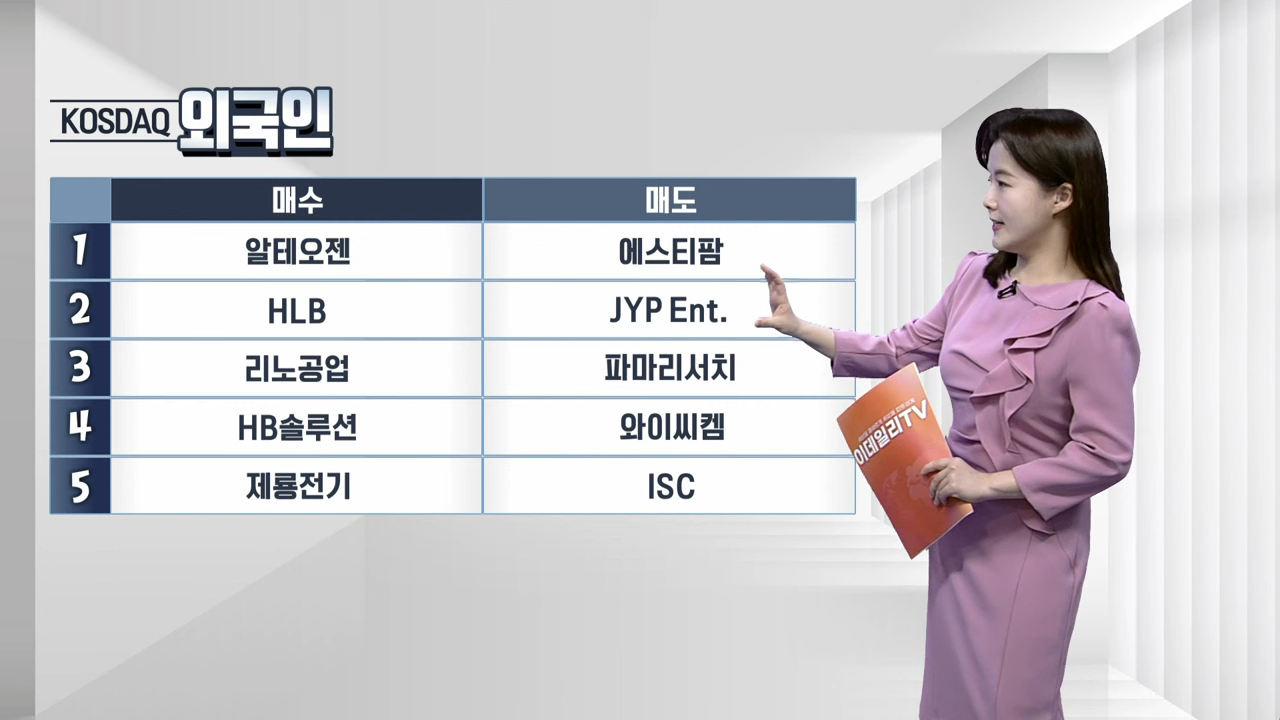 KOSDAQ 외국인
매수 매도
1 알테오젠 에스티팜
2 HLB JYP Ent.
3 리노공업 파마리서치
4 HB솔루션 와이씨켐
5 제룡전기 ISC
이데일리TV